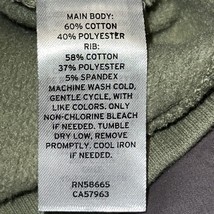 MAIN BODY:
60% COTTON
40% POLYESTER
RIB:
58% COTTON
37% POLYESTER
5% SPANDEX
MACHINE WASH COLD,
GENTLE CYCLE, WITH
LIKE COLORS. ONLY
NON-CHLORINE BLEACH
IF NEEDED. TUMBLE
DRY LOW, REMOVE
PROMPTLY. COOL IRON
IF NEEDED.
RN58665
CA57963